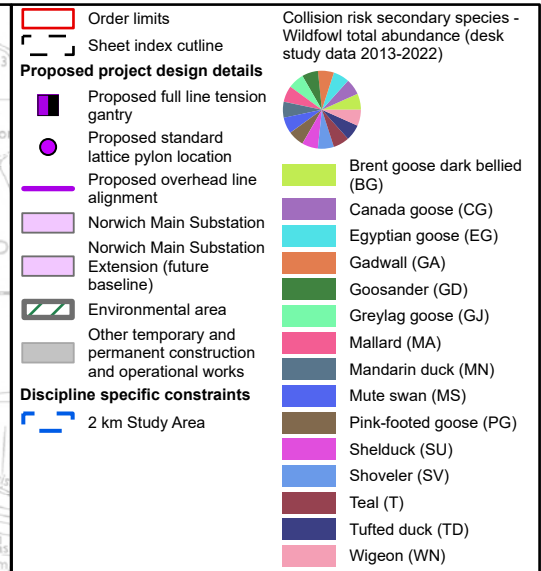 Order limits
Sheet index cutline
Proposed project design details
Proposed full line tension
gantry
Proposed standard
lattice pylon location
Proposed overhead line
alignment
Norwich Main Substation
Norwich Main Substation
Extension (future
baseline)
Environmental area
Other temporary and
permanent construction
and operational works
Discipline specific constraints
2 km Study Area
Collision risk secondary species -
Wildfowl total abundance (desk
study data 2013-2022)
Brent goose dark bellied
(BG)
Canada goose (CG)
Egyptian goose (EG)
Gadwall (GA)
Goosander (GD)
Greylag goose (GJ)
Mallard (MA)
Mandarin duck (MN)
Mute swan (MS)
Pink-footed goose (PG)
Shelduck (SU)
Shoveler (SV)
Teal (T)
Tufted duck (TD)
Wigeon (WN)